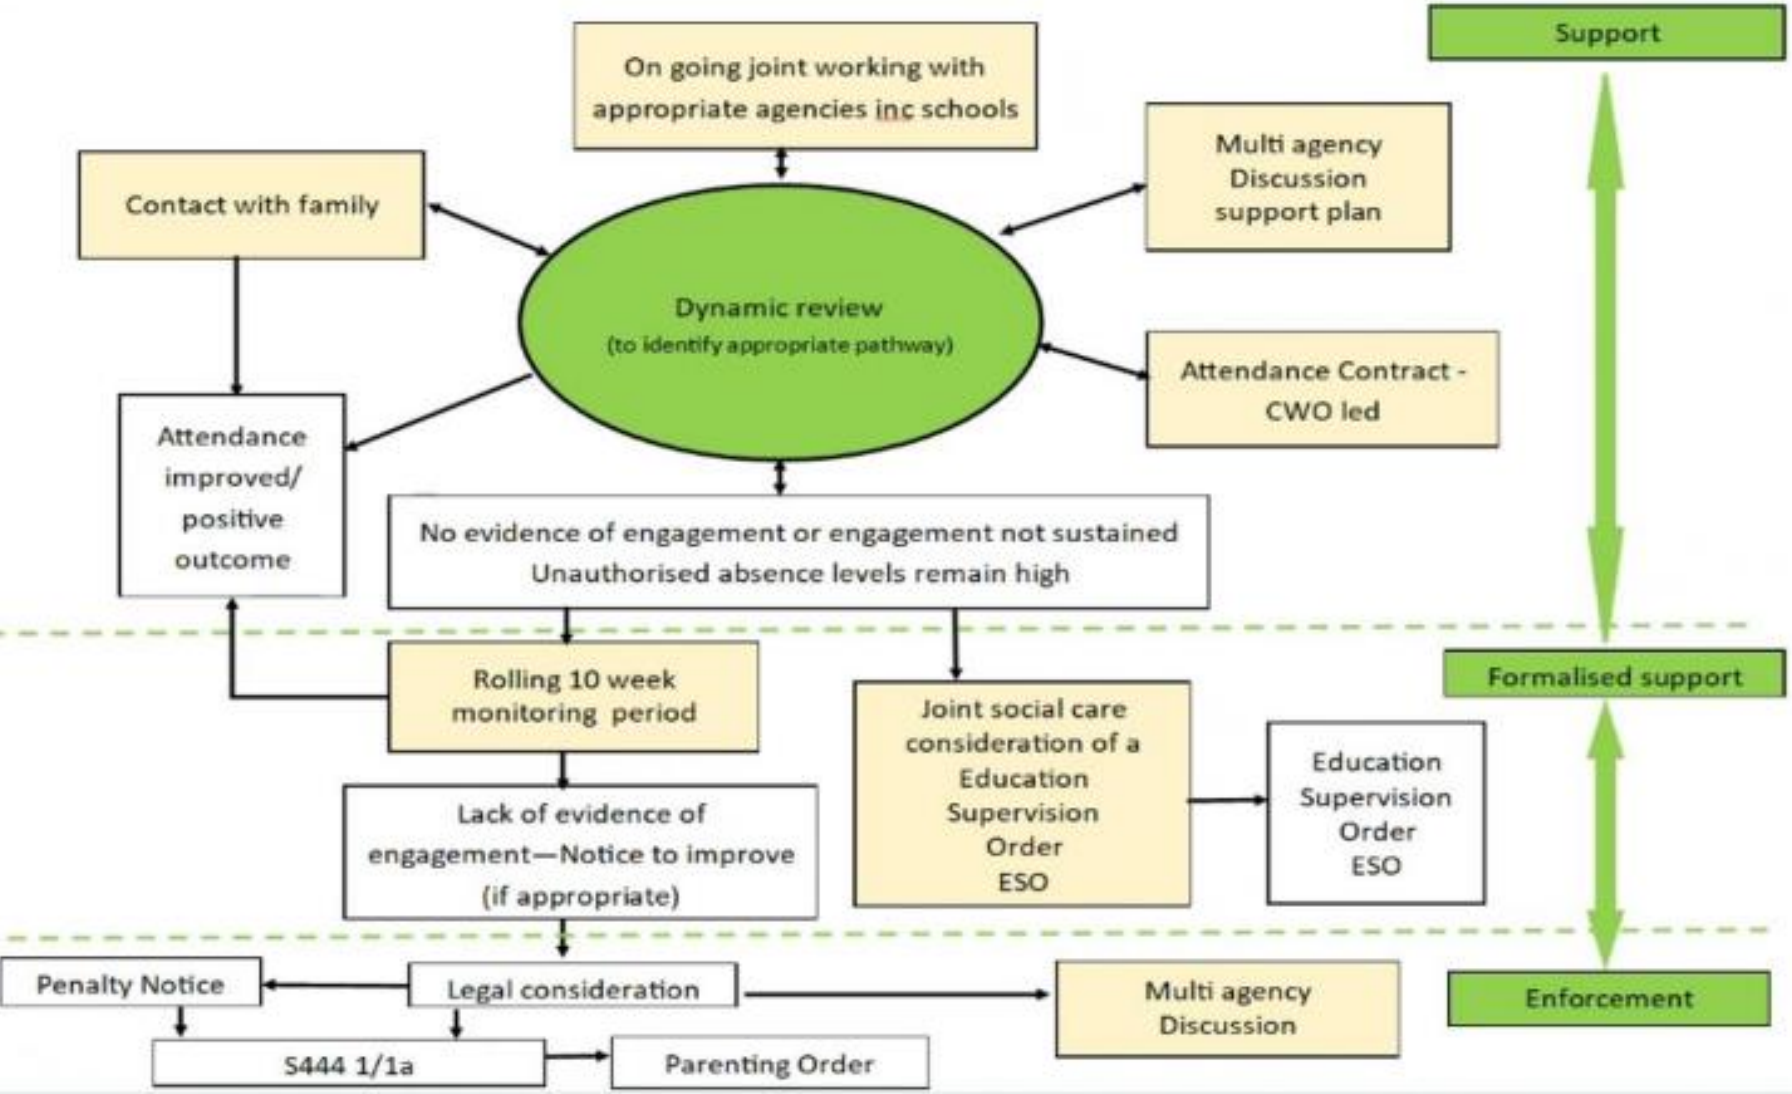 Support
On going joint working with
appropriate agencies inc schools
Multi agency
Discussion
support plan
Contact with family
Dynamic review
(to identify appropriate pathway)
Attendance Contract -
CWO led
Attendance
improved/
positive
outcome
No evidence of engagement or engagement not sustained
Unauthorised absence levels remain high
Rolling 10 week
monitoring period
Formalised support
Joint social care
consideration of a
Education
Supervision
Order
ESO
Education
Supervision
Order
ESO
Lack of evidence of
engagement—Notice to improve
(if appropriate)
Penalty Notice
Legal consideration
Multi agency
Discussion
Enforcement
S444 1/1a
Parenting Order